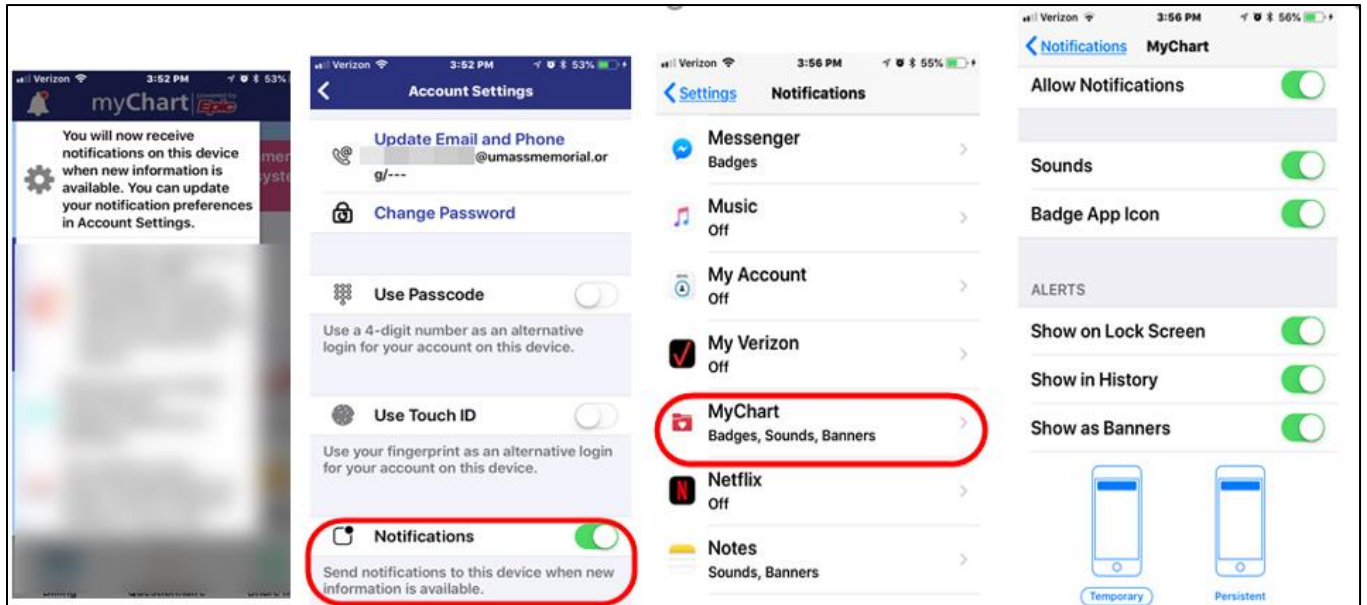 Verizon 3:52 PM 53%
myChart powered by Epic
You will now receive
notifications on this device
when new information is
available. You can update
your notification preferences
in Account Settings.
Verizon 3:52 PM 53%
Account Settings
Update Email and Phone
@umassmemorial.or
g/---
Change Password
Use Passcode
Use a 4-digit number as an alternative
login for your account on this device.
Use Touch ID
Use your fingerprint as an alternative login
for your account on this device.
Notifications
Send notifications to this device when new
information is available.
Verizon 3:56 PM 55%
Settings Notifications
Messenger
Badges
Music
Off
My Account
Off
My Verizon
Off
MyChart
Badges, Sounds, Banners
N Netflix
Off
Notes
Sounds, Banners
Verizon 3:56 PM 56%
Notifications MyChart
Allow Notifications
Sounds
Badge App Icon
ALERTS
Show on Lock Screen
Show in History
Show as Banners
Temporary Persistent